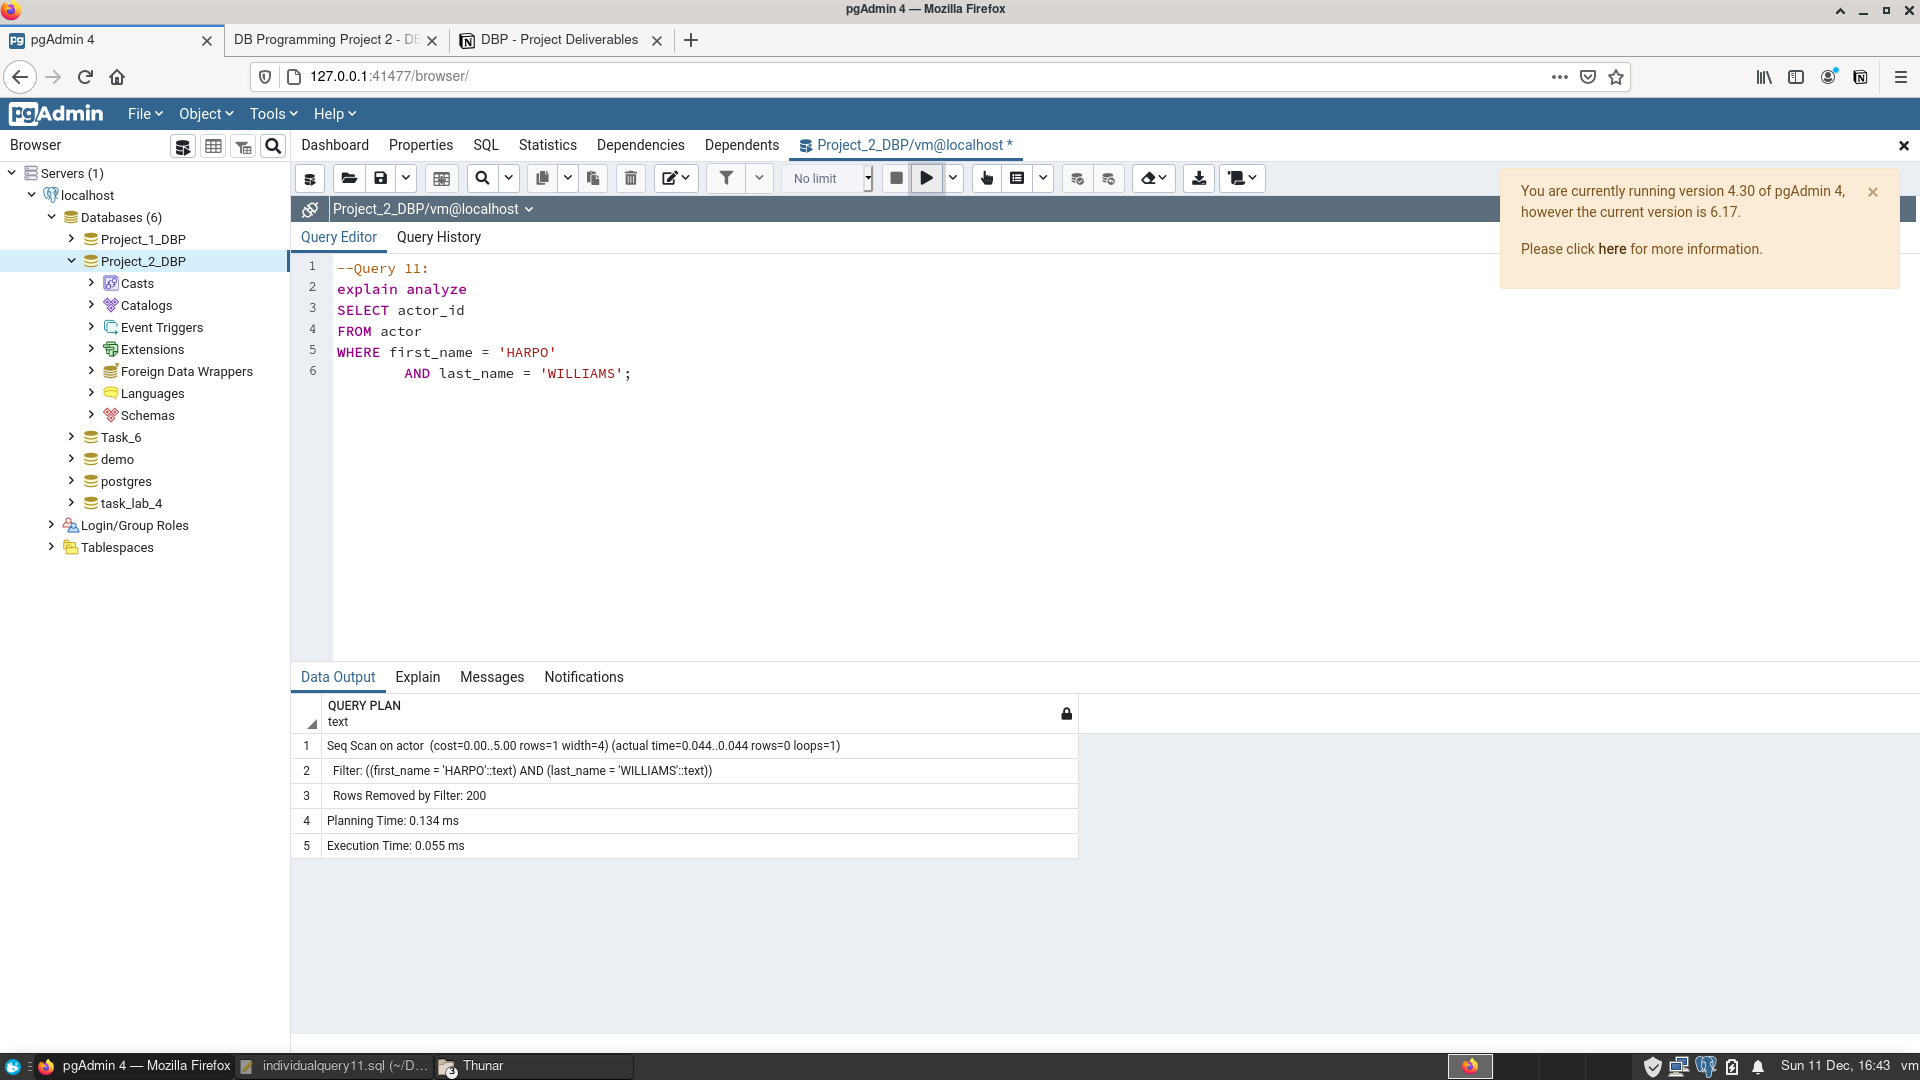 pgAdmin 4 — Mozilla Firefox
pgAdmin 4
DB Programming Project 2 - DB
DBP - Project Deliverables
127.0.0.1:41477/browser/
pgAdmin
File
Object
Tools
Help
Browser
Dashboard
Properties
SQL
Statistics
Dependencies
Dependents
Project_2_DBP/vm@localhost *
Servers (1)
localhost
Databases (6)
Project_1_DBP
Project_2_DBP
Casts
Catalogs
Event Triggers
Extensions
Foreign Data Wrappers
Languages
Schemas
Task_6
demo
postgres
task_lab_4
Login/Group Roles
Tablespaces
No limit
Project_2_DBP/vm@localhost
Query Editor
Query History
You are currently running version 4.30 of pgAdmin 4,
however the current version is 6.17.
Please click here for more information.
1 --Query 11:
2 explain analyze
3 SELECT actor_id
4 FROM actor
5 WHERE first_name = 'HARPO'
6 AND last_name = 'WILLIAMS';
Data Output
Explain
Messages
Notifications
QUERY PLAN
text
1 Seq Scan on actor (cost=0.00..5.00 rows=1 width=4) (actual time=0.044..0.044 rows=0 loops=1)
2 Filter: ((first_name = 'HARPO'::text) AND (last_name = 'WILLIAMS'::text))
3 Rows Removed by Filter: 200
4 Planning Time: 0.134 ms
5 Execution Time: 0.055 ms
pgAdmin 4 — Mozilla Firefox
individualquery11.sql (~/D...
3
Thunar
Sun 11 Dec, 16:43
vm